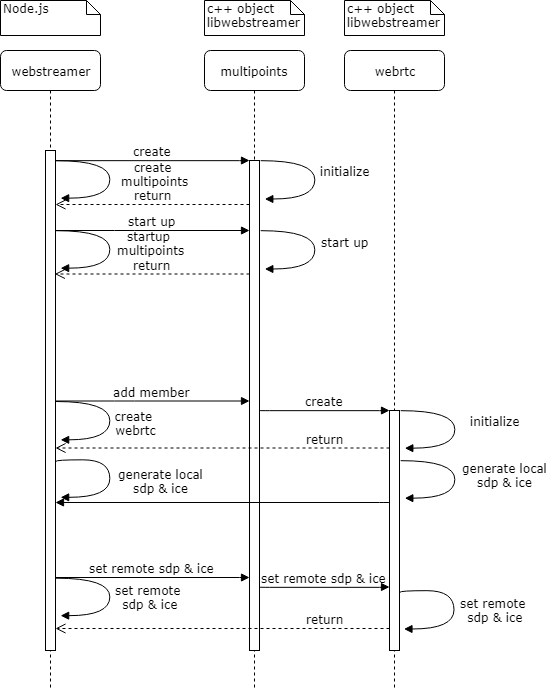 Node.js
c++ object
libwebstreamer
c++ object
libwebstreamer
webstreamer
multipoints
webrtc
create
create
multipoints
return
initialize
start up
startup
multipoints
return
start up
add member
create
webrtc
create
initialize
return
generate local
sdp & ice
generate local
sdp & ice
set remote sdp & ice
set remote
sdp & ice
set remote sdp & ice
set remote
sdp & ice
return